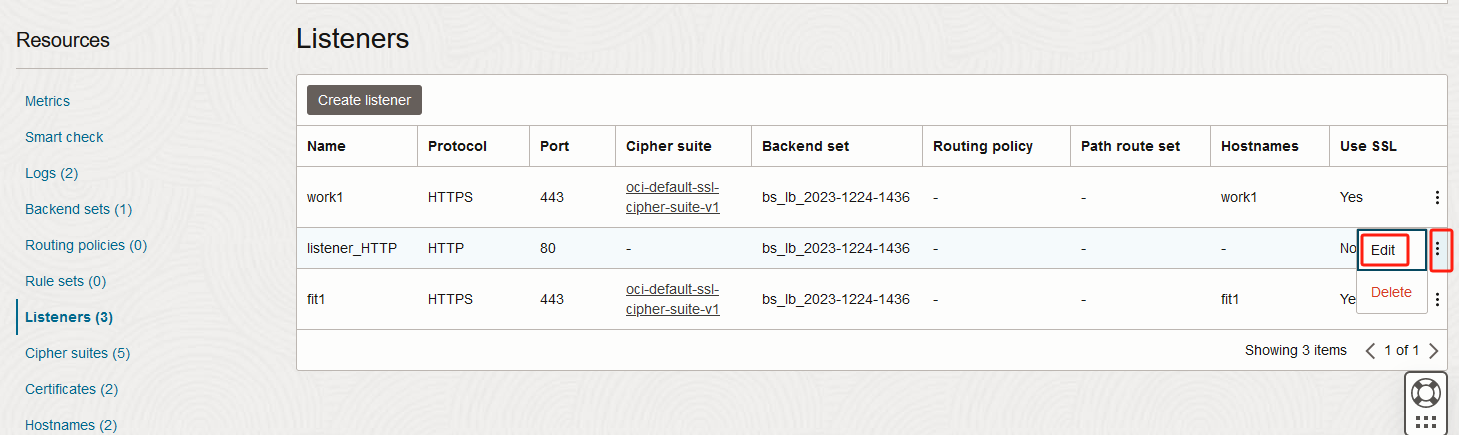 Resources
Metrics
Smart check
Logs (2)
Backend sets (1)
Routing policies (0)
Rule sets (0)
Listeners (3)
Cipher suites (5)
Certificates (2)
Hostnames (2)
Listeners
Create listener
Name Protocol Port Cipher suite Backend set Routing policy Path route set Hostnames Use SSL
work1 HTTPS 443 oci-default-ssl-
cipher-suite-v1 bs_lb_2023-1224-1436 - - work1 Yes
listener_HTTP HTTP 80 - bs_lb_2023-1224-1436 - - - No
Edit
Delete
fit1 HTTPS 443 oci-default-ssl-
cipher-suite-v1 bs_lb_2023-1224-1436 - - fit1 Ye
Showing 3 items 1 of 1